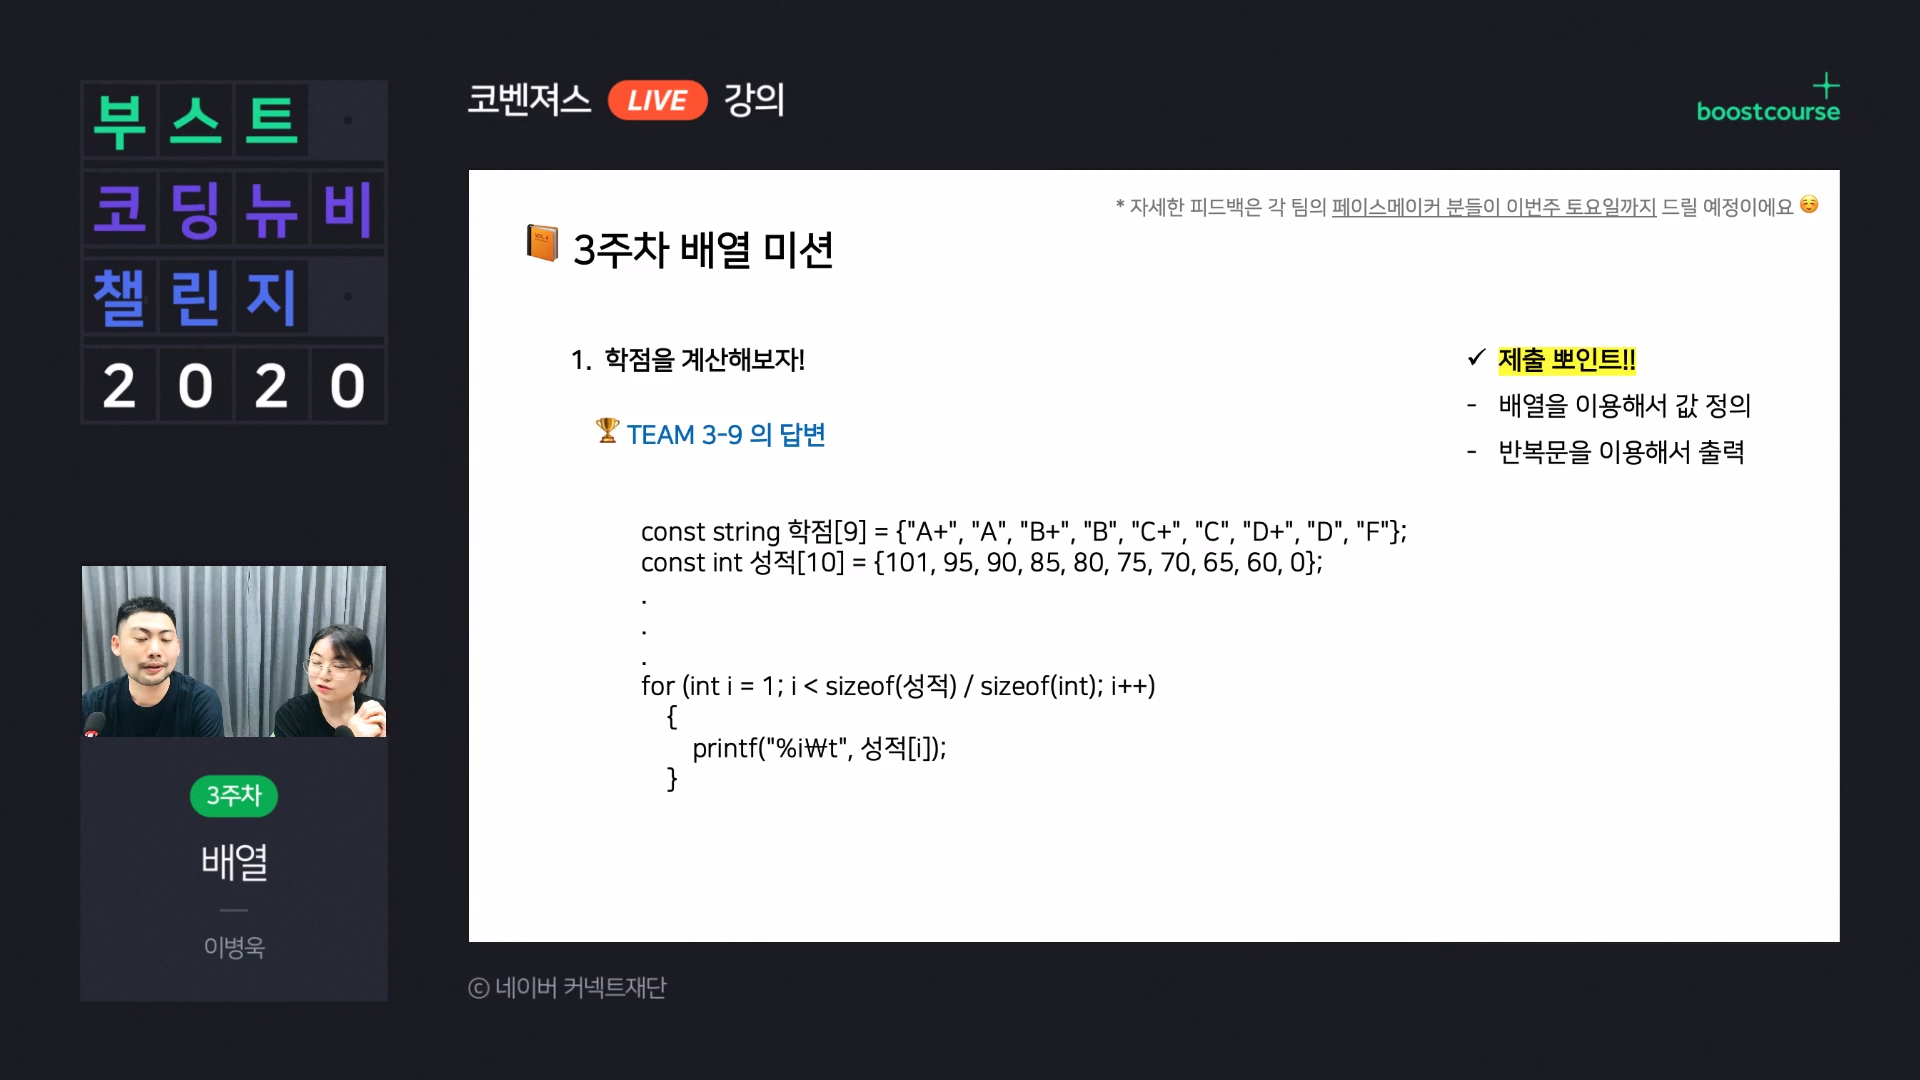 부스트
코딩뉴비
챌린지
2020
코벤져스 LIVE 강의
boostcourse
* 자세한 피드백은 각 팀의 페이스메이커 분들이 이번주 토요일까지 드릴 예정이에요
3주차 배열 미션
1. 학점을 계산해보자!
TEAM 3-9 의 답변
✓ 제출 뽀인트!!
- 배열을 이용해서 값 정의
- 반복문을 이용해서 출력
const string 학점[9] = {"A+", "A", "B+", "B", "C+", "C", "D+", "D", "F"};
const int 성적[10] = {101, 95, 90, 85, 80, 75, 70, 65, 60, 0};
.
.
.
for (int i = 1; i < sizeof(성적) / sizeof(int); i++)
{
printf("%i₩t", 성적[i]);
}
3주차
배열
이병욱
ⓒ 네이버 커넥트재단